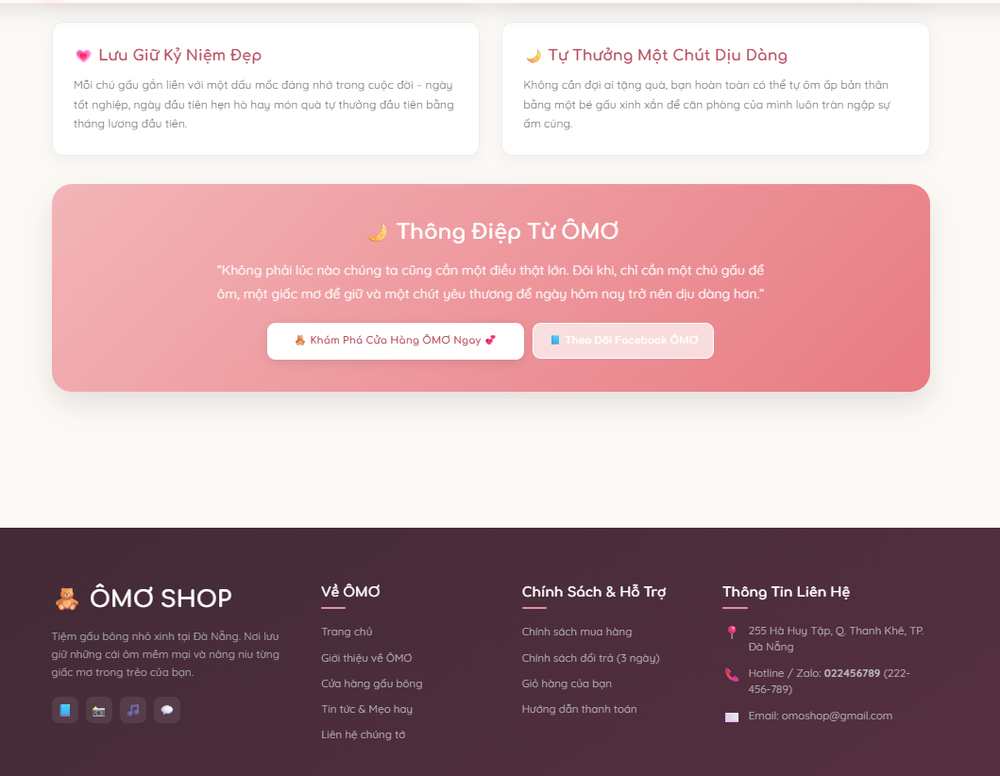 Lưu Giữ Kỷ Niệm Đẹp
Mỗi chú gấu gắn liền với một dấu mốc đáng nhớ trong cuộc đời – ngày
tốt nghiệp, ngày đầu tiên hẹn hò hay món quà tự thưởng đầu tiên bằng
tháng lương đầu tiên.
Tự Thưởng Một Chút Dịu Dàng
Không cần đợi ai tặng quà, bạn hoàn toàn có thể tự ôm ấp bản thân
bằng một bé gấu xinh xắn để căn phòng của mình luôn tràn ngập sự
ấm cúng.
Thông Điệp Từ ÔMƠ
"Không phải lúc nào chúng ta cũng cần một điều thật lớn. Đôi khi, chỉ cần một chú gấu để
ôm, một giấc mơ để giữ và một chút yêu thương để ngày hôm nay trở nên dịu dàng hơn."
Khám Phá Cửa Hàng ÔMƠ Ngay
Theo Dõi Facebook ÔMƠ
ÔMƠ SHOP
Tiệm gấu bông nhỏ xinh tại Đà Nẵng. Nơi lưu
giữ những cái ôm mềm mại và nâng niu từng
giấc mơ trong trẻo của bạn.
Về ÔMƠ
Trang chủ
Giới thiệu về ÔMƠ
Cửa hàng gấu bông
Tin tức & Mẹo hay
Liên hệ chúng tớ
Chính Sách & Hỗ Trợ
Chính sách mua hàng
Chính sách đổi trả (3 ngày)
Giỏ hàng của bạn
Hướng dẫn thanh toán
Thông Tin Liên Hệ
255 Hà Huy Tập, Q. Thanh Khê, TP.
Đà Nẵng
Hotline / Zalo: 022456789 (222-
456-789)
Email: omoshop@gmail.com